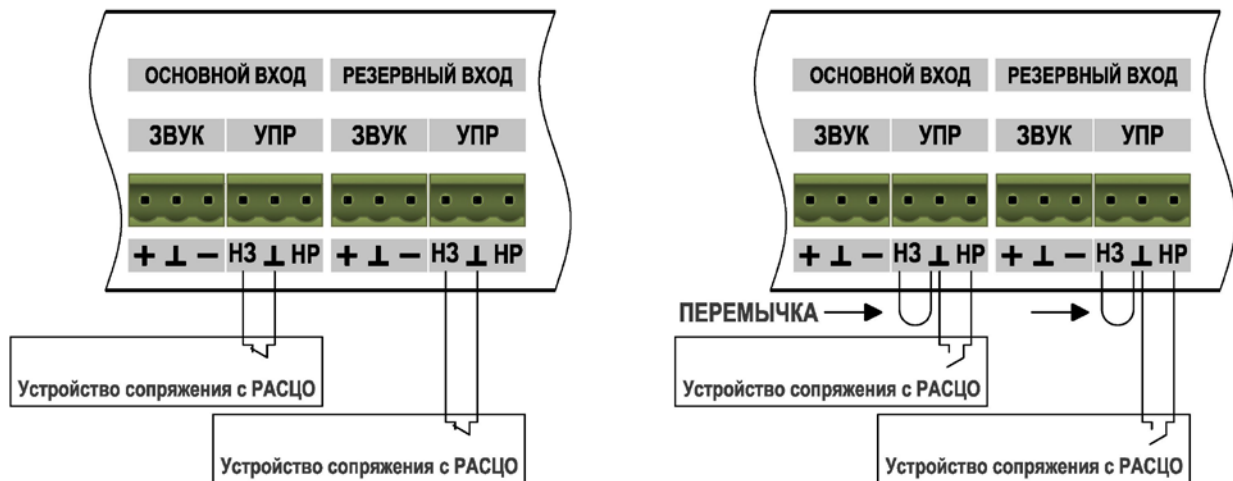 ОСНОВНОЙ ВХОД РЕЗЕРВНЫЙ ВХОД
ЗВУК УПР ЗВУК УПР
+ ⊥ − НЗ ⊥ НР + ⊥ − НЗ ⊥ НР
Устройство сопряжения с РАСЦО
Устройство сопряжения с РАСЦО
ОСНОВНОЙ ВХОД РЕЗЕРВНЫЙ ВХОД
ЗВУК УПР ЗВУК УПР
+ ⊥ − НЗ ⊥ НР + ⊥ − НЗ ⊥ НР
ПЕРЕМЫЧКА
Устройство сопряжения с РАСЦО
Устройство сопряжения с РАСЦО